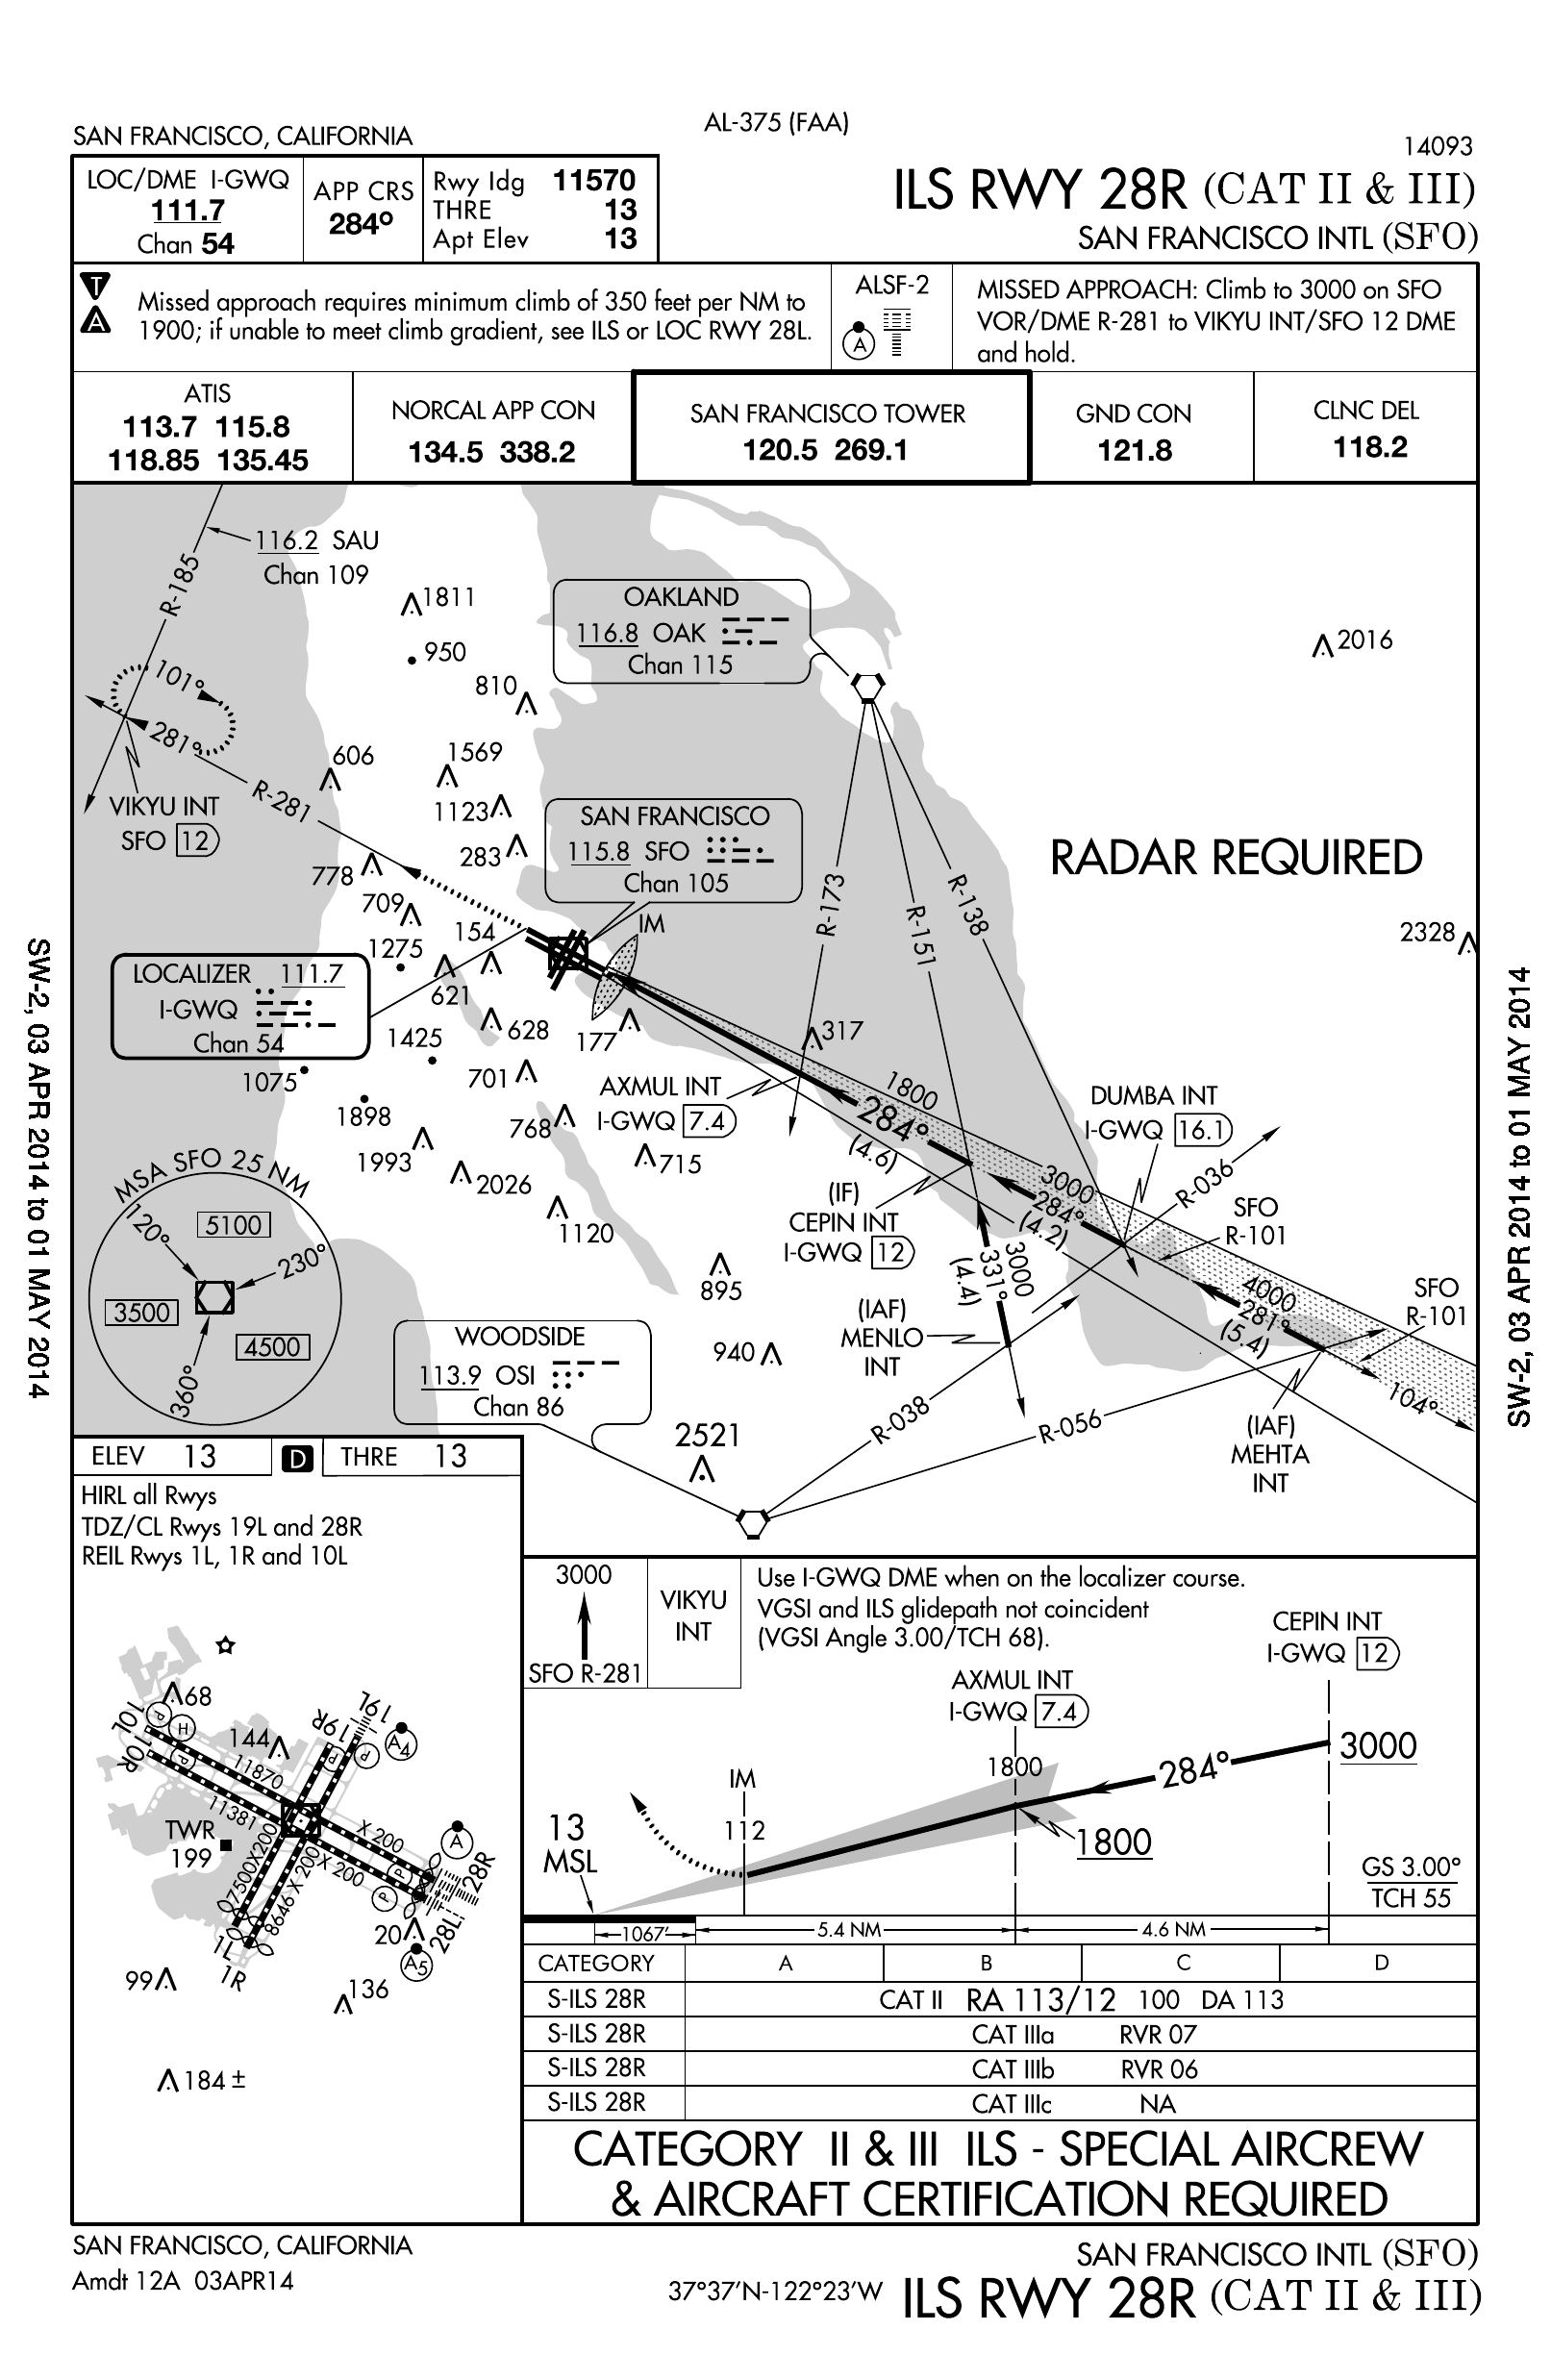 SAN FRANCISCO, CALIFORNIA
AL-375 (FAA)
14093
LOC/DME I-GWQ
111.7
Chan 54
APP CRS
284°
Rwy Idg 11570
THRE 13
Apt Elev 13
ILS RWY 28R (CAT II & III)
SAN FRANCISCO INTL (SFO)
T
A
Missed approach requires minimum climb of 350 feet per NM to
1900; if unable to meet climb gradient, see ILS or LOC RWY 28L.
ALSF-2
A
MISSED APPROACH: Climb to 3000 on SFO
VOR/DME R-281 to VIKYU INT/SFO 12 DME
and hold.
ATIS
113.7 115.8
118.85 135.45
NORCAL APP CON
134.5 338.2
SAN FRANCISCO TOWER
120.5 269.1
GND CON
121.8
CLNC DEL
118.2
116.2 SAU
Chan 109
R-185
1811
950
810
OAKLAND
116.8 OAK
Chan 115
2016
101°
281°
R-281
VIKYU INT
SFO 12
606
1569
1123
283
778
709
1275
154
621
SAN FRANCISCO
115.8 SFO
Chan 105
IM
R-173
R-151
R-138
RADAR REQUIRED
2328
LOCALIZER 111.7
I-GWQ
Chan 54
1425
628
177
317
1075
701
1898
768
1993
2026
715
1120
AXMUL INT
I-GWQ 7.4
1800
284°
(4.6)
DUMBA INT
I-GWQ 16.1
R-036
3000
284°
(4.2)
SFO
R-101
(IF)
CEPIN INT
I-GWQ 12
3000
331°
(4.4)
4000
281°
(5.4)
SFO
R-101
104°
(IAF)
MENLO
INT
(IAF)
MEHTA
INT
MSA SFO 25 NM
120°
5100
230°
3500
4500
360°
895
940
2521
WOODSIDE
113.9 OSI
Chan 86
R-038
R-056
SW-2, 03 APR 2014 to 01 MAY 2014
SW-2, 03 APR 2014 to 01 MAY 2014
ELEV 13
D
THRE 13
HIRL all Rwys
TDZ/CL Rwys 19L and 28R
REIL Rwys 1L, 1R and 10L
68
10L
10R
P
H
P
144
19R
19L
P
P
A4
11870
11381
X 200
X 200
TWR
199
7500X200
8646 X 200
P
P
A
28R
28L
20
A5
1L
1R
99
136
184 ±
3000
SFO R-281
VIKYU
INT
Use I-GWQ DME when on the localizer course.
VGSI and ILS glidepath not coincident
(VGSI Angle 3.00/TCH 68).
CEPIN INT
I-GWQ 12
AXMUL INT
I-GWQ 7.4
1800
3000
284°
IM
112
1800
13
MSL
GS 3.00°
TCH 55
1067'
5.4 NM
4.6 NM
CATEGORY A B C D
S-ILS 28R CAT II RA 113/12 100 DA 113
S-ILS 28R CAT IIIa RVR 07
S-ILS 28R CAT IIIb RVR 06
S-ILS 28R CAT IIIc NA
CATEGORY II & III ILS - SPECIAL AIRCREW
& AIRCRAFT CERTIFICATION REQUIRED
SAN FRANCISCO, CALIFORNIA
Amdt 12A 03APR14
37°37'N-122°23'W
SAN FRANCISCO INTL (SFO)
ILS RWY 28R (CAT II & III)